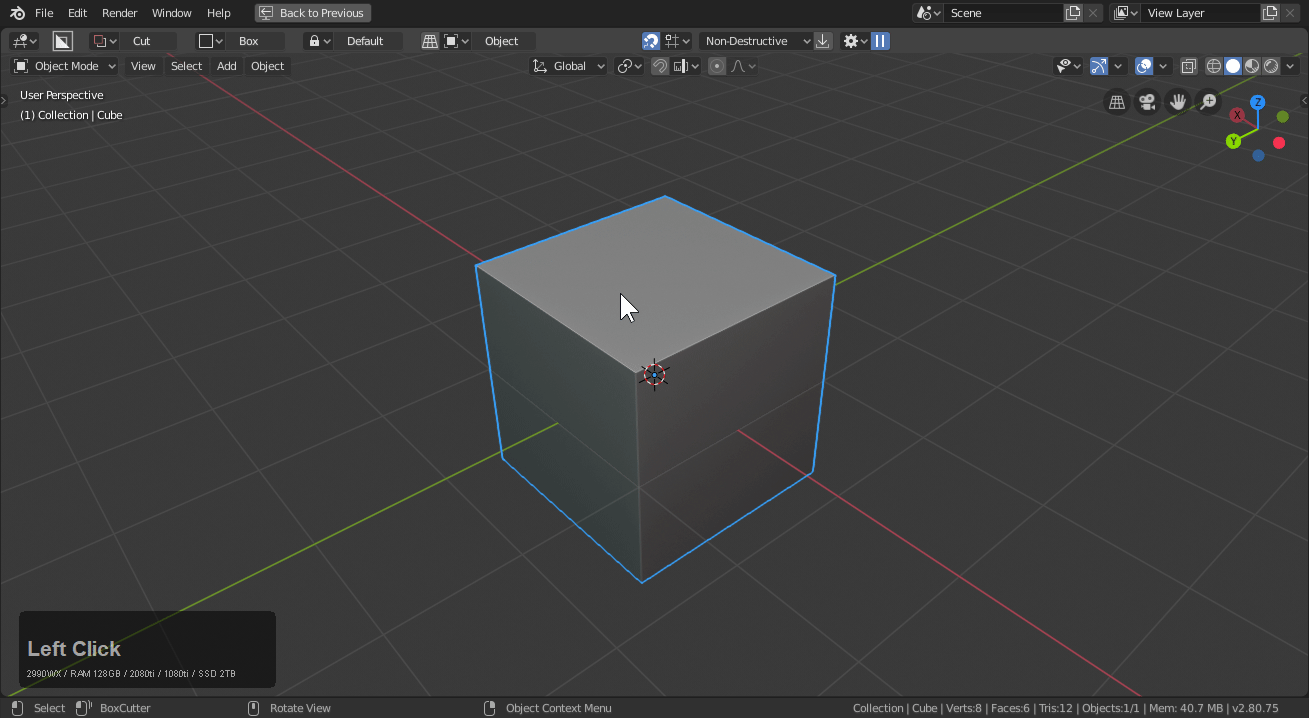 File Edit Render Window Help Back to Previous Scene View Layer
Cut Box Default Object Non-Destructive
Object Mode View Select Add Object Global
User Perspective
(1) Collection | Cube
Z
X
Y
Left Click
2990WX / RAM 128GB / 2080ti / 1080ti / SSD 2TB
Select BoxCutter Rotate View Object Context Menu Collection | Cube | Verts:8 | Faces:6 | Tris:12 | Objects:1/1 | Mem: 40.7 MB | v2.80.75